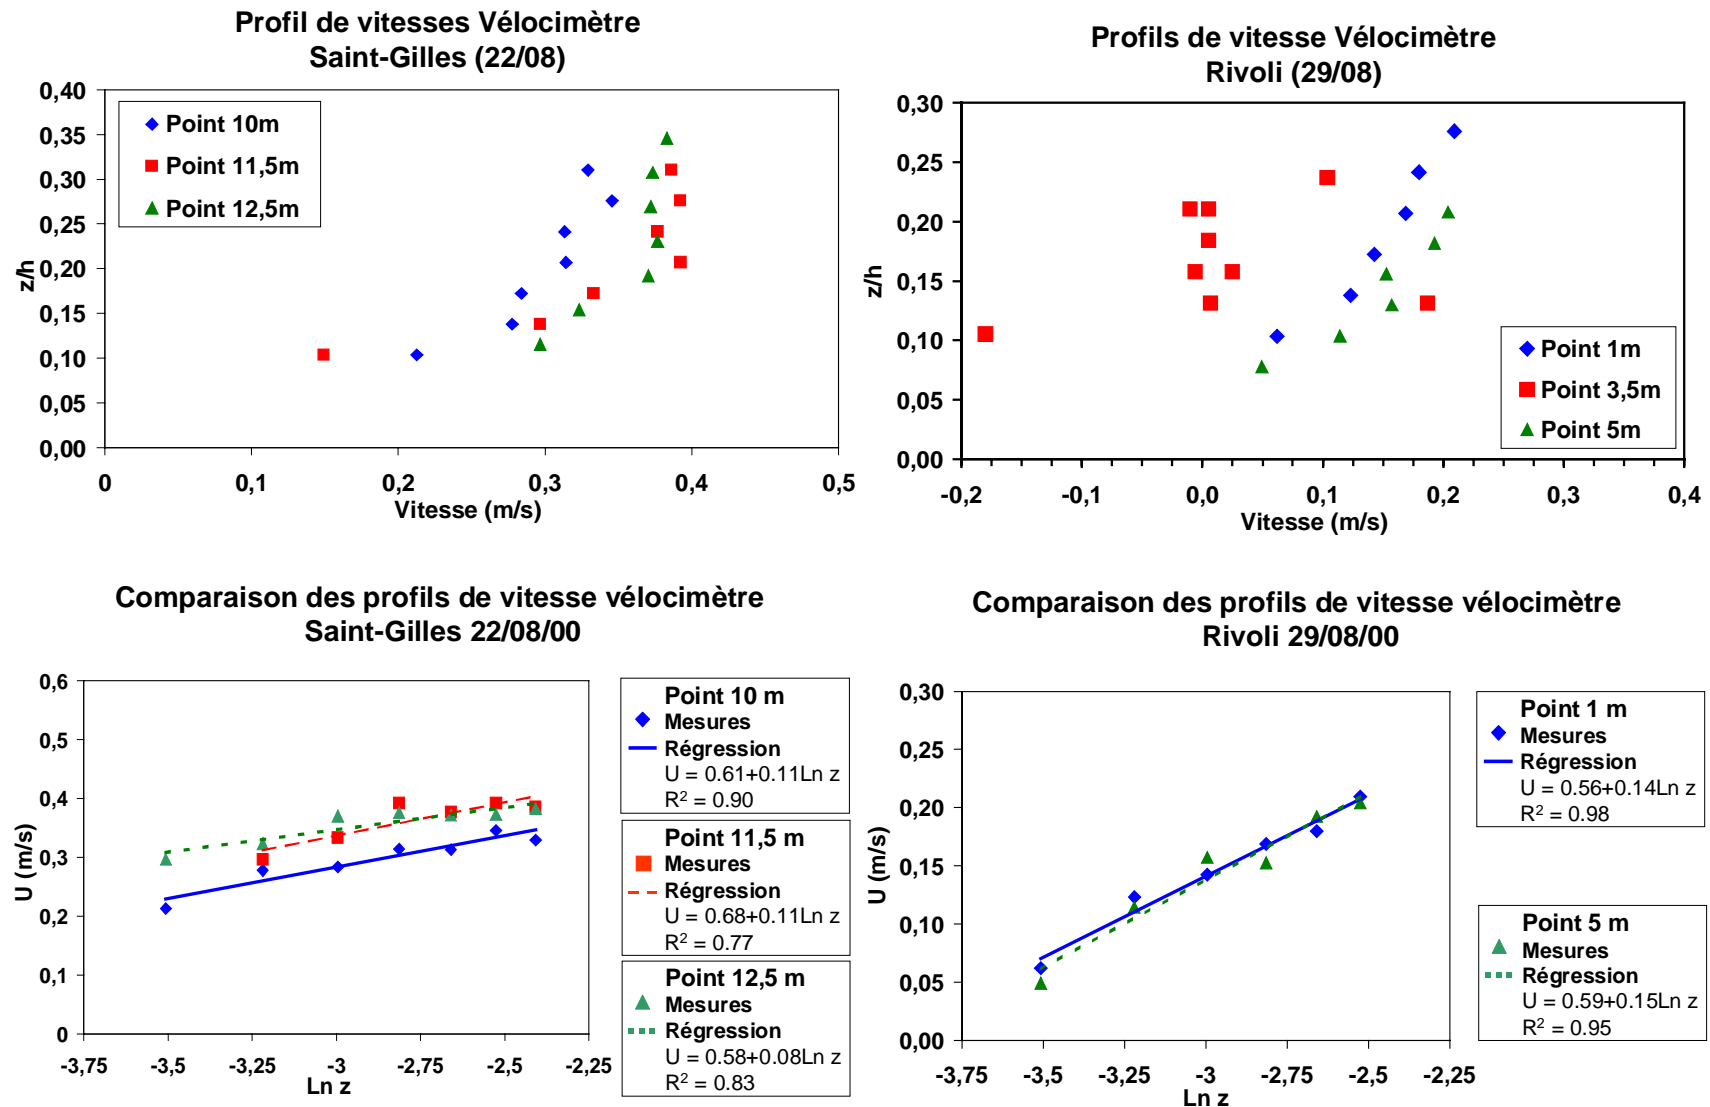 Profil de vitesses Vélocimètre
Saint-Gilles (22/08)
0,40
0,35
0,30
0,25
0,20
0,15
0,10
0,05
0,00
z/h
Point 10m
Point 11,5m
Point 12,5m
0 0,1 0,2 0,3 0,4 0,5
Vitesse (m/s)
Profils de vitesse Vélocimètre
Rivoli (29/08)
0,30
0,25
0,20
0,15
0,10
0,05
0,00
z/h
Point 1m
Point 3,5m
Point 5m
-0,2 -0,1 0,0 0,1 0,2 0,3 0,4
Vitesse (m/s)
Comparaison des profils de vitesse vélocimètre
Saint-Gilles 22/08/00
0,6
0,5
0,4
0,3
0,2
0,1
0
U (m/s)
-3,75 -3,5 -3,25 -3 -2,75 -2,5 -2,25
Ln z
Point 10 m
Mesures
Régression
U = 0.61+0.11Ln z
R² = 0.90
Point 11,5 m
Mesures
Régression
U = 0.68+0.11Ln z
R² = 0.77
Point 12,5 m
Mesures
Régression
U = 0.58+0.08Ln z
R² = 0.83
Comparaison des profils de vitesse vélocimètre
Rivoli 29/08/00
0,30
0,25
0,20
0,15
0,10
0,05
0,00
U (m/s)
-3,75 -3,5 -3,25 -3 -2,75 -2,5 -2,25
Ln z
Point 1 m
Mesures
Régression
U = 0.56+0.14Ln z
R² = 0.98
Point 5 m
Mesures
Régression
U = 0.59+0.15Ln z
R² = 0.95